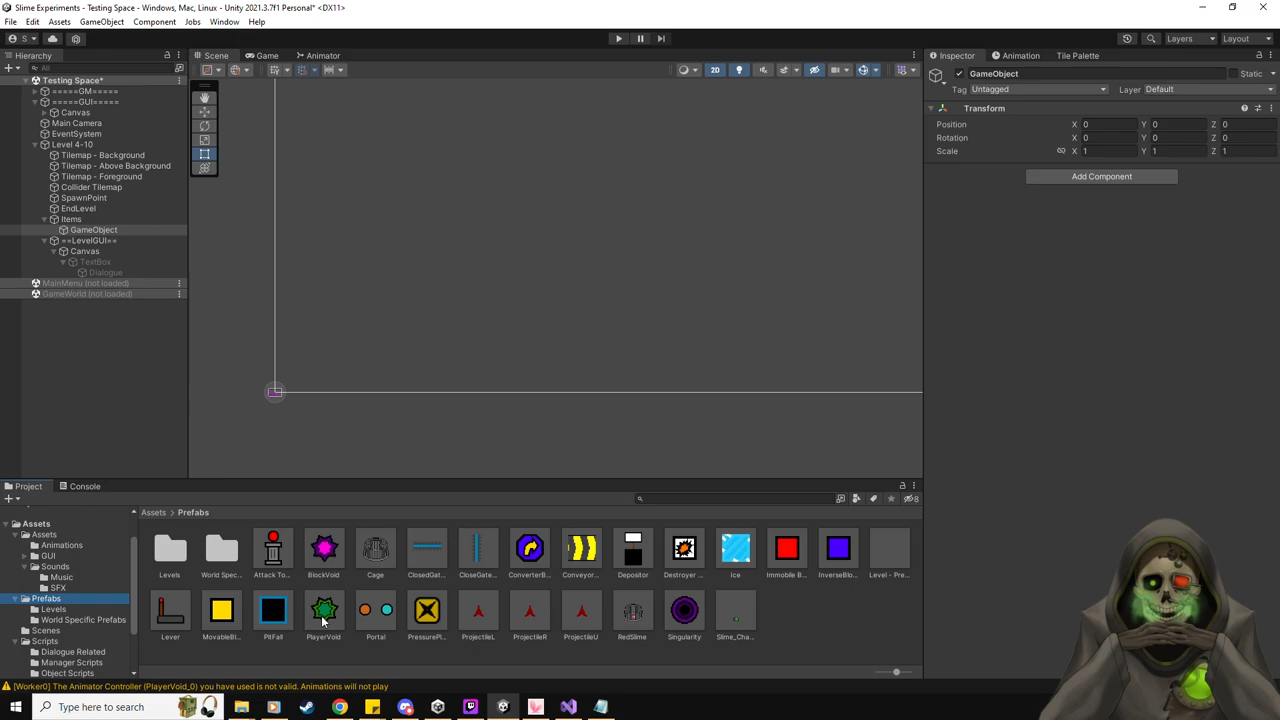 Slime Experiments - Testing Space - Windows, Mac, Linux - Unity 2021.3.7f1 Personal* <DX11>
File Edit Assets GameObject Component Jobs Window Help
S Layers Layout
Hierarchy Scene Game Animator Inspector Animation Tile Palette
All
2D
Testing Space*
=====GM=====
=====GUI=====
Canvas
Main Camera
EventSystem
Level 4-10
Tilemap - Background
Tilemap - Above Background
Tilemap - Foreground
Collider Tilemap
SpawnPoint
EndLevel
Items
GameObject
==LevelGUI==
Canvas
TextBox
Dialogue
MainMenu (not loaded)
GameWorld (not loaded)
GameObject Static
Tag Untagged Layer Default
Transform
Position X 0 Y 0 Z 0
Rotation X 0 Y 0 Z 0
Scale X 1 Y 1 Z 1
Add Component
Project Console
8
Assets
Assets
Animations
GUI
Sounds
Music
SFX
Prefabs
Levels
World Specific Prefabs
Scenes
Scripts
Dialogue Related
Manager Scripts
Object Scripts
Assets > Prefabs
Levels World Spec... Attack To... BlockVoid Cage ClosedGat... CloseGate... ConverterB... Conveyor... Depositor Destroyer ... Ice Immobile B... InverseBlo... Level - Pre...
Lever MovableBl... PitFall PlayerVoid Portal PressurePl... ProjectileL ProjectileR ProjectileU RedSlime Singularity Slime_Cha...
[Worker0] The Animator Controller (PlayerVoid_0) you have used is not valid. Animations will not play
Type here to search